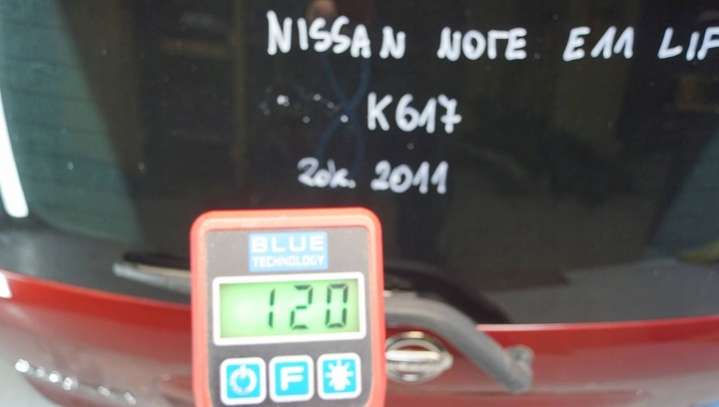 NISSAN NOTE E11 LIF
K617
2011
BLUE
TECHNOLOGY
120
F